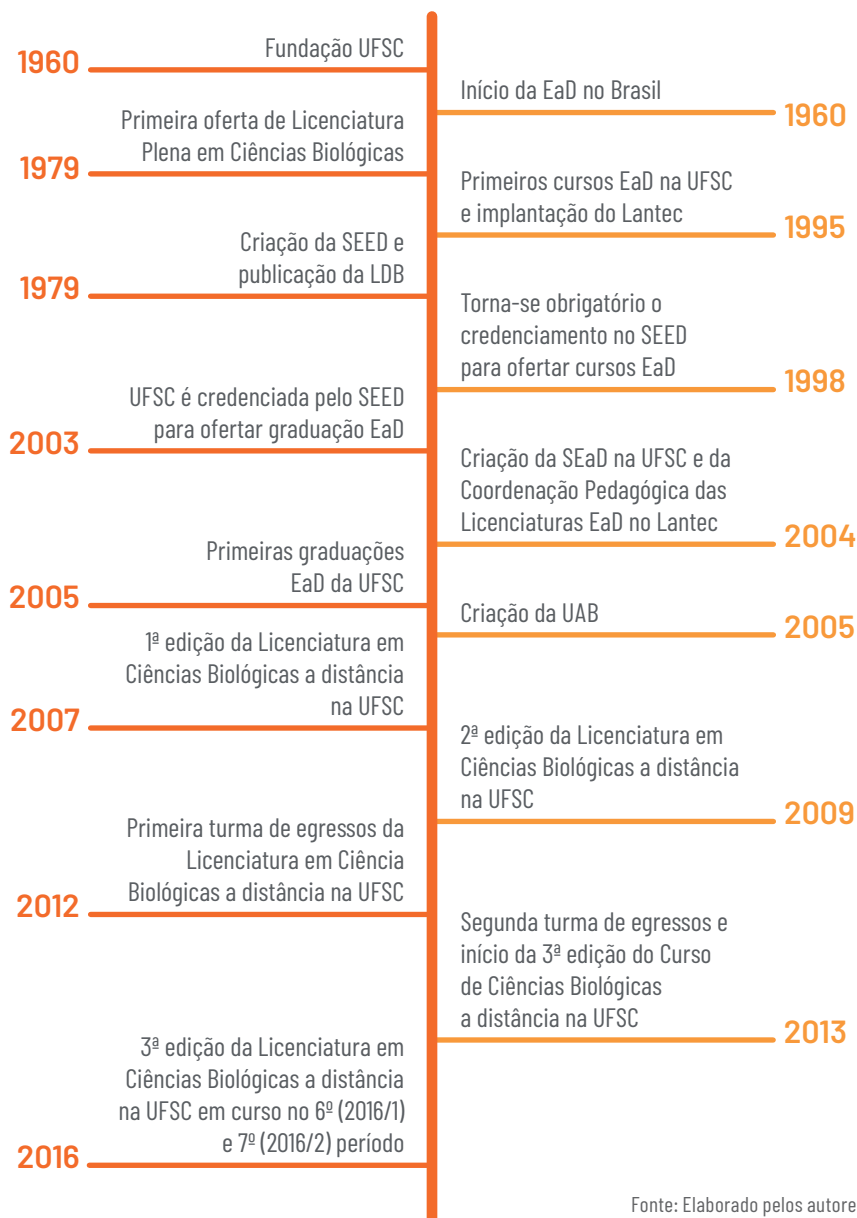 Fundação UFSC
1960
Início da EaD no Brasil
1960
Primeira oferta de Licenciatura
Plena em Ciências Biológicas
1979
Primeiros cursos EaD na UFSC
e implantação do Lantec
1995
Criação da SEED e
publicação da LDB
1979
Torna-se obrigatório o
credenciamento no SEED
para ofertar cursos EaD
1998
UFSC é credenciada pelo SEED
para ofertar graduação EaD
2003
Criação da SEaD na UFSC e da
Coordenação Pedagógica das
Licenciaturas EaD no Lantec
2004
Primeiras graduações
EaD da UFSC
2005
Criação da UAB
2005
1ª edição da Licenciatura em
Ciências Biológicas a distância
na UFSC
2007
2ª edição da Licenciatura em
Ciências Biológicas a distância
na UFSC
2009
Primeira turma de egressos da
Licenciatura em Ciência
Biológicas a distância na UFSC
2012
Segunda turma de egressos e
início da 3ª edição do Curso
de Ciências Biológicas
a distância na UFSC
2013
3ª edição da Licenciatura em
Ciências Biológicas a distância
na UFSC em curso no 6º (2016/1)
e 7º (2016/2) período
2016
Fonte: Elaborado pelos autore